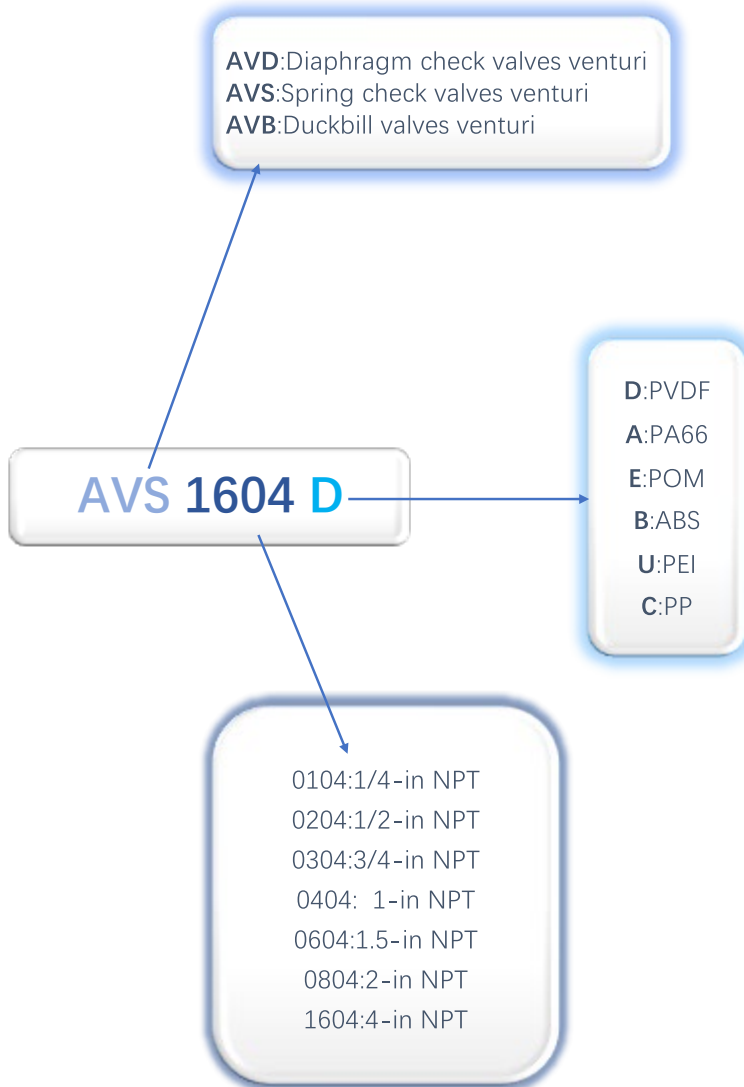 AVD:Diaphragm check valves venturi
AVS:Spring check valves venturi
AVB:Duckbill valves venturi
D:PVDF
A:PA66
E:POM
B:ABS
U:PEI
C:PP
AVS 1604 D
0104:1/4-in NPT
0204:1/2-in NPT
0304:3/4-in NPT
0404: 1-in NPT
0604:1.5-in NPT
0804:2-in NPT
1604:4-in NPT